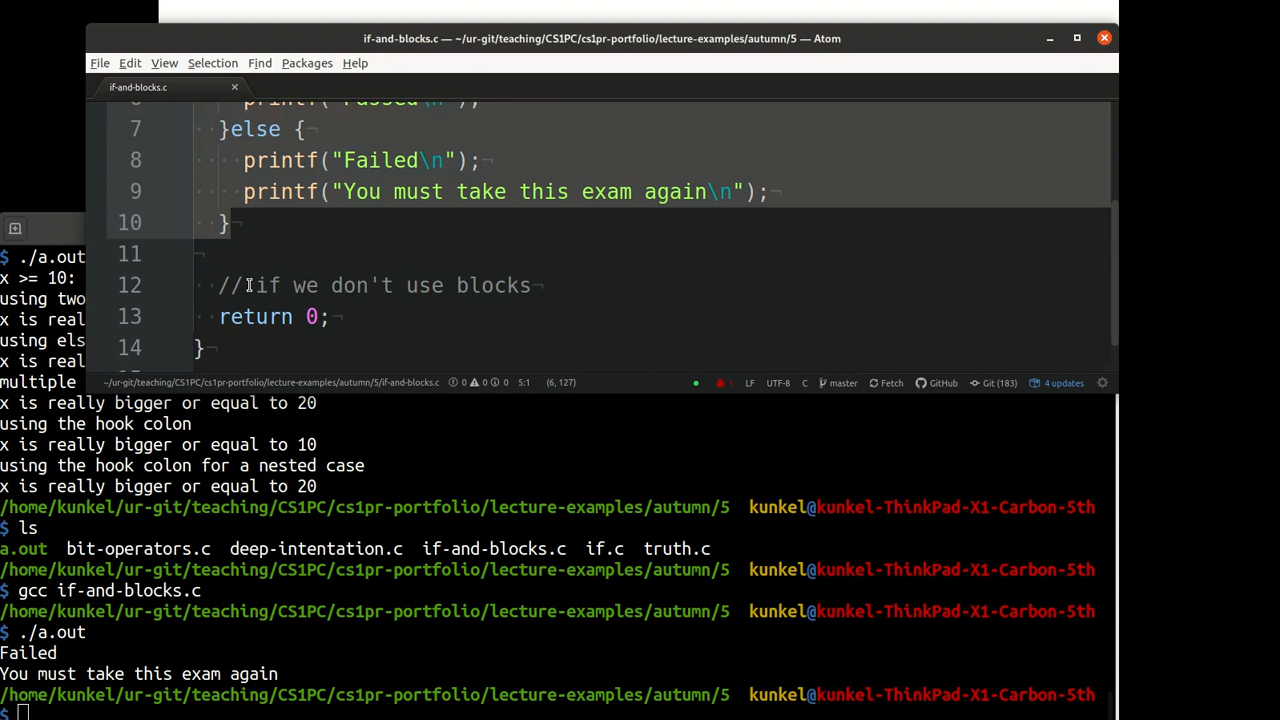 if-and-blocks.c — ~/ur-git/teaching/CS1PC/cs1pr-portfolio/lecture-examples/autumn/5 — Atom
File Edit View Selection Find Packages Help
if-and-blocks.c
6 printf("Passed\n");
7 }else {
8 printf("Failed\n");
9 printf("You must take this exam again\n");
10 }
11
12 // if we don't use blocks
13 return 0;
14 }
~/ur-git/teaching/CS1PC/cs1pr-portfolio/lecture-examples/autumn/5/if-and-blocks.c 0 0 0 5:1 (6, 127) 1 LF UTF-8 C master Fetch GitHub Git (183) 4 updates
$ ./a.out
x >= 10:
using two
x is real
using els
x is real
multiple
x is really bigger or equal to 20
using the hook colon
x is really bigger or equal to 10
using the hook colon for a nested case
x is really bigger or equal to 20
/home/kunkel/ur-git/teaching/CS1PC/cs1pr-portfolio/lecture-examples/autumn/5 kunkel@kunkel-ThinkPad-X1-Carbon-5th
$ ls
a.out bit-operators.c deep-intentation.c if-and-blocks.c if.c truth.c
/home/kunkel/ur-git/teaching/CS1PC/cs1pr-portfolio/lecture-examples/autumn/5 kunkel@kunkel-ThinkPad-X1-Carbon-5th
$ gcc if-and-blocks.c
/home/kunkel/ur-git/teaching/CS1PC/cs1pr-portfolio/lecture-examples/autumn/5 kunkel@kunkel-ThinkPad-X1-Carbon-5th
$ ./a.out
Failed
You must take this exam again
/home/kunkel/ur-git/teaching/CS1PC/cs1pr-portfolio/lecture-examples/autumn/5 kunkel@kunkel-ThinkPad-X1-Carbon-5th
$